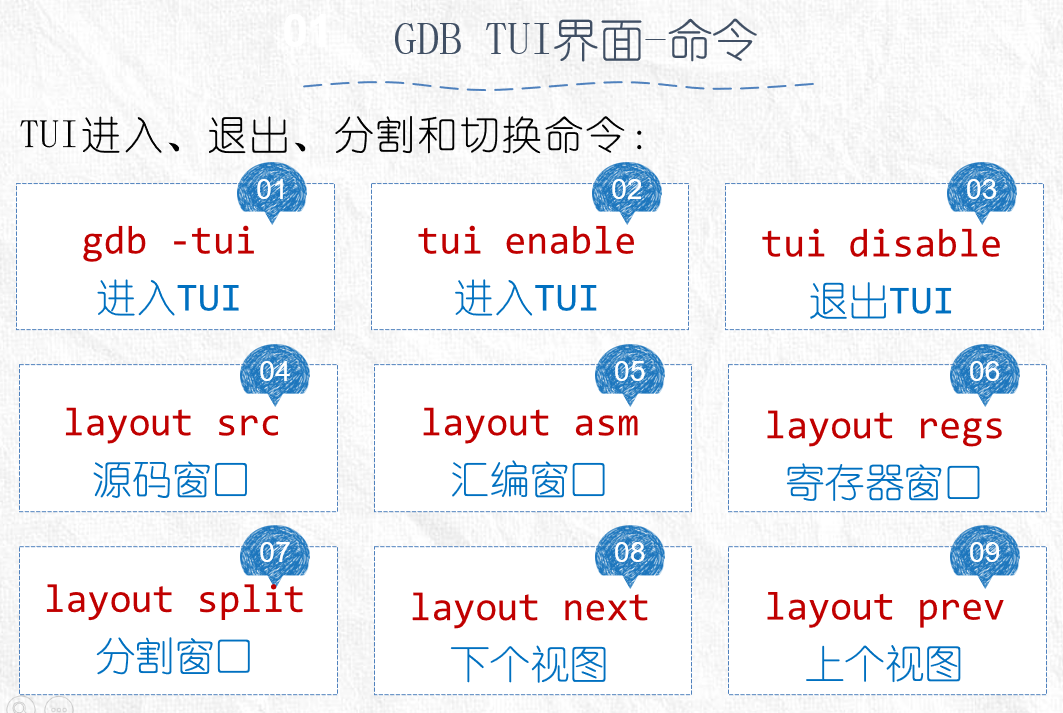 01
GDB TUI界面-命令
TUI进入、退出、分割和切换命令:
01
gdb -tui
进入TUI
02
tui enable
进入TUI
03
tui disable
退出TUI
04
layout src
源码窗口
05
layout asm
汇编窗口
06
layout regs
寄存器窗口
07
layout split
分割窗口
08
layout next
下个视图
09
layout prev
上个视图